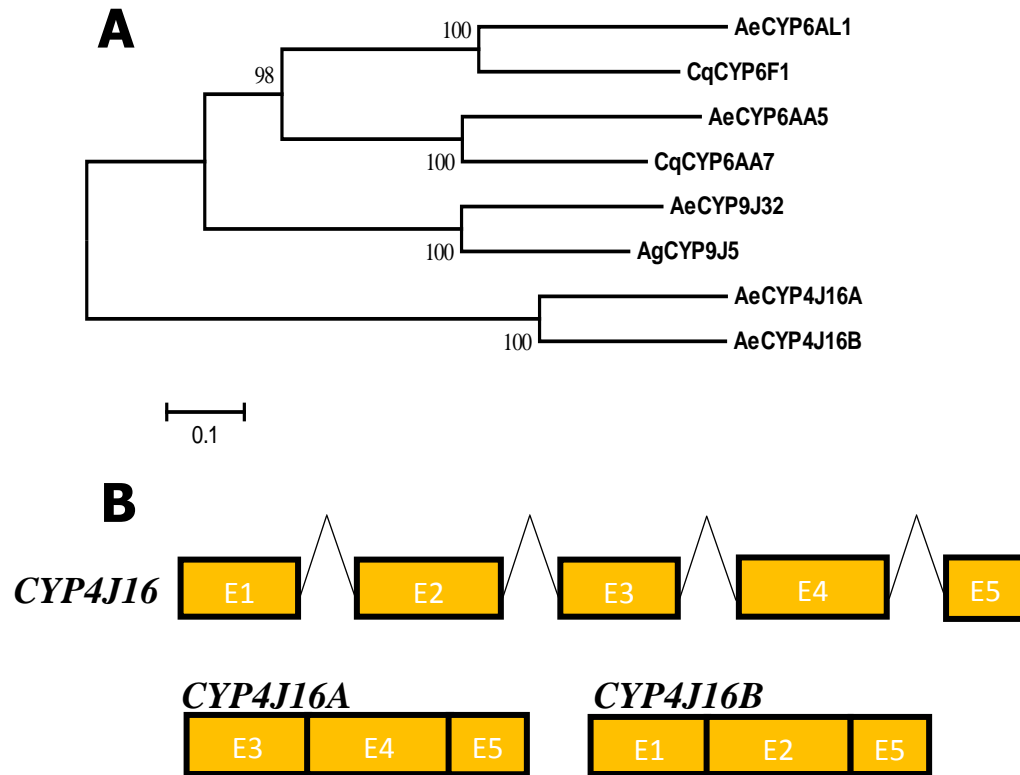 A
100
AeCYP6AL1
CqCYP6F1
98
AeCYP6AA5
100
CqCYP6AA7
AeCYP9J32
100
AgCYP9J5
AeCYP4J16A
100
AeCYP4J16B
0.1
B
CYP4J16 E1 E2 E3 E4 E5
CYP4J16A CYP4J16B
E3 E4 E5 E1 E2 E5